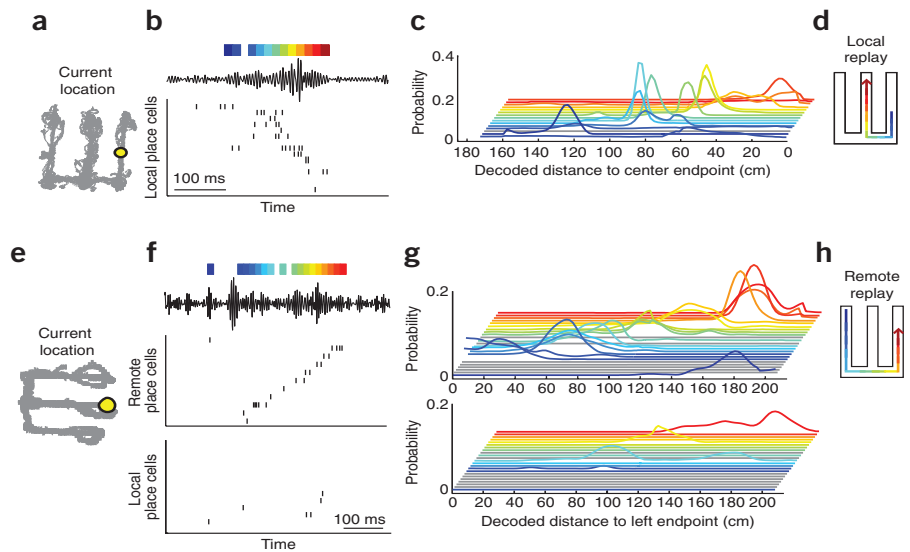 a
Current
location
b
Local place cells
100 ms
Time
c
0.4
0.2
0
Probability
180 160 140 120 100 80 60 40 20 0
Decoded distance to center endpoint (cm)
d
Local
replay
e
Current
location
f
Remote
place cells
Local
place cells
100 ms
Time
g
0.2
0
Probability
0 20 40 60 80 100 120 140 160 180 200
0.2
0
Probability
0 20 40 60 80 100 120 140 160 180 200
Decoded distance to left endpoint (cm)
h
Remote
replay